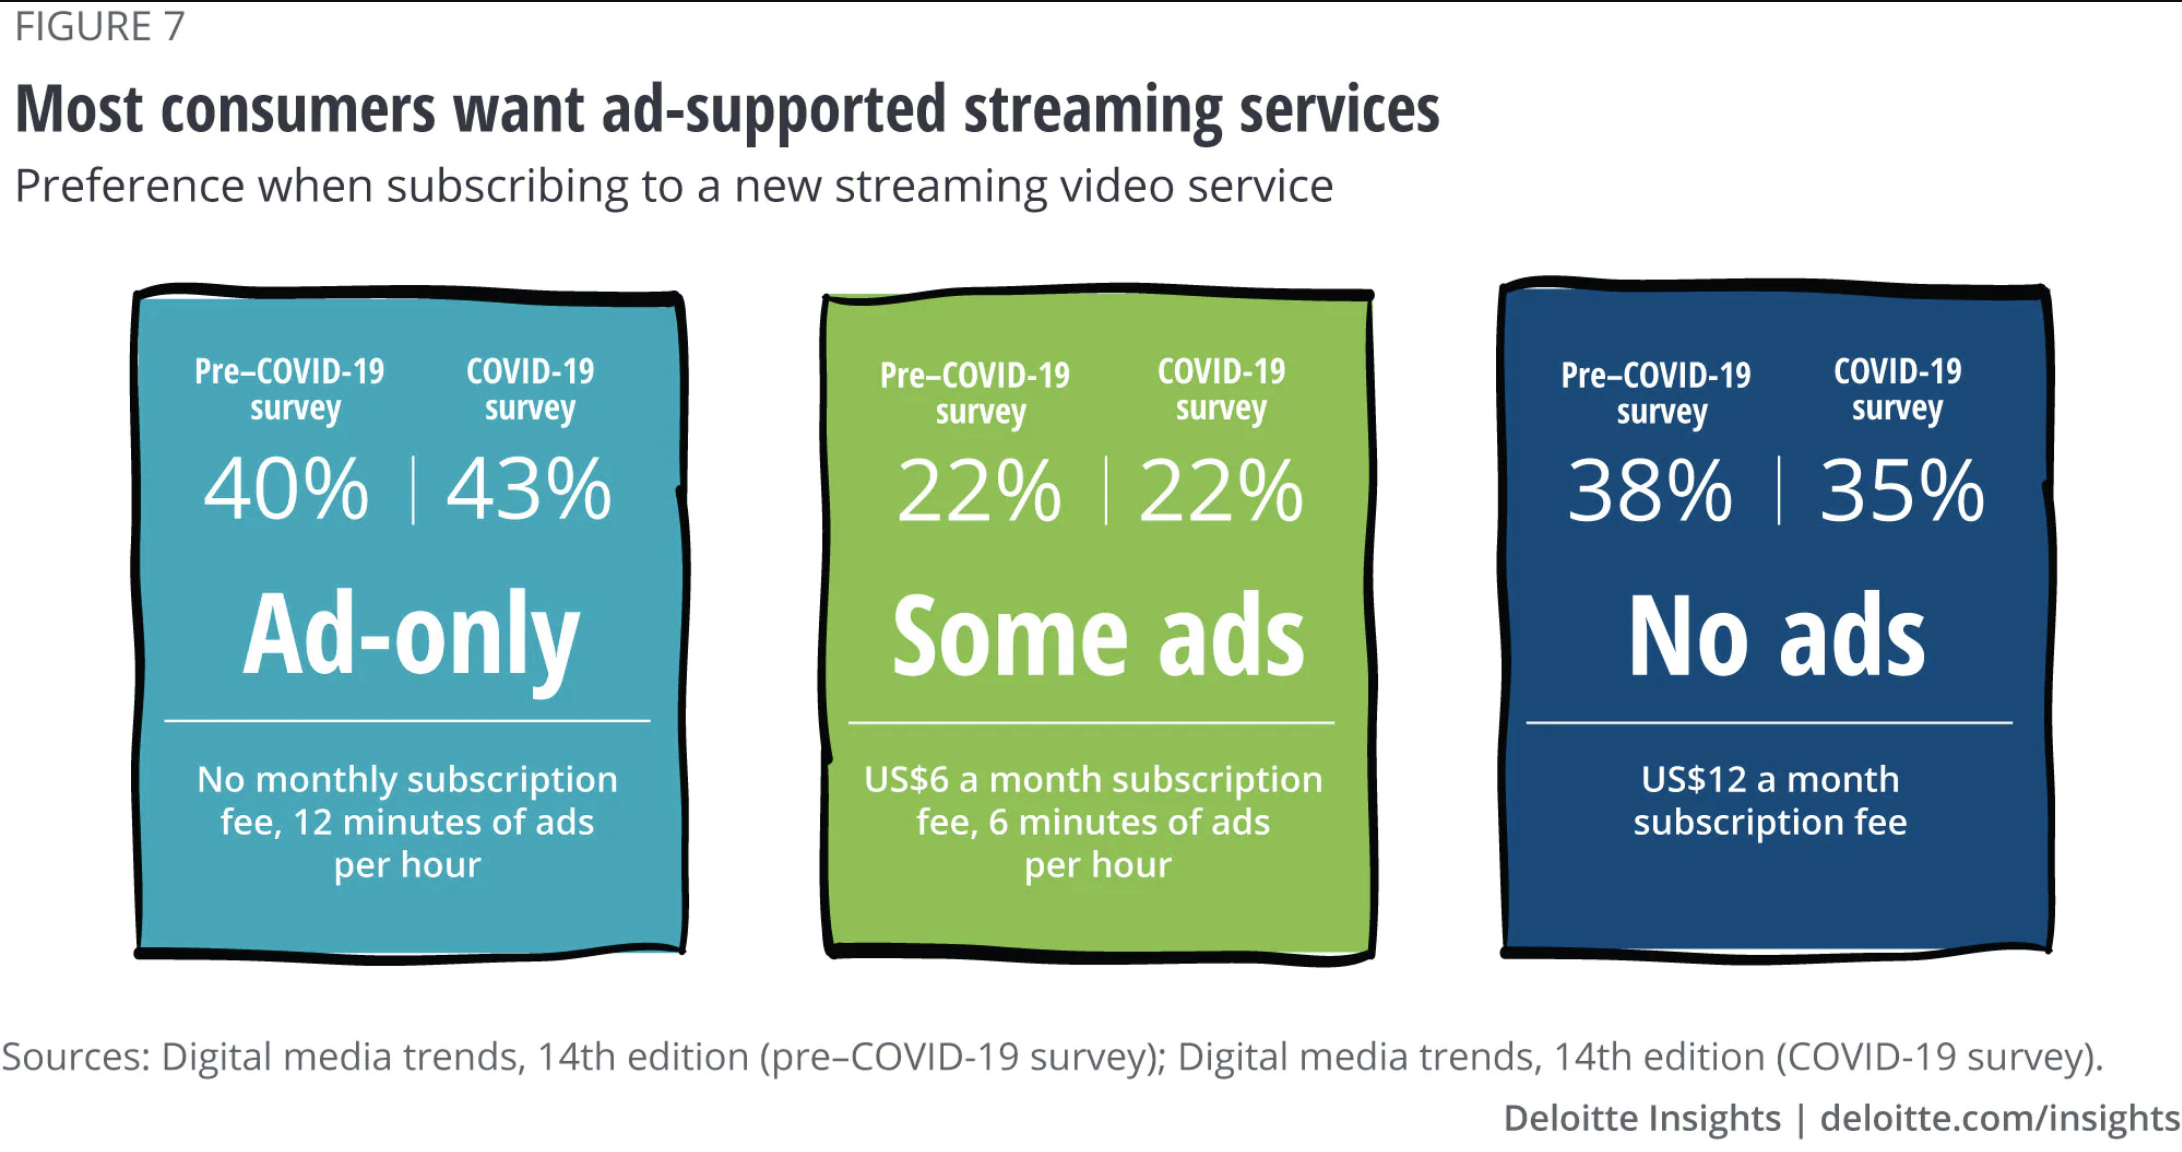 FIGURE 7
Most consumers want ad-supported streaming services
Preference when subscribing to a new streaming video service
Pre–COVID-19
survey
COVID-19
survey
40% | 43%
Ad-only
No monthly subscription
fee, 12 minutes of ads
per hour
Pre–COVID-19
survey
COVID-19
survey
22% | 22%
Some ads
US$6 a month subscription
fee, 6 minutes of ads
per hour
Pre–COVID-19
survey
COVID-19
survey
38% | 35%
No ads
US$12 a month
subscription fee
Sources: Digital media trends, 14th edition (pre–COVID-19 survey); Digital media trends, 14th edition (COVID-19 survey).
Deloitte Insights | deloitte.com/insights